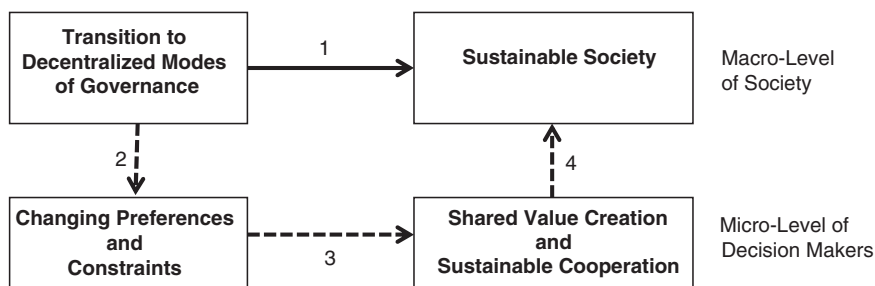 Transition to
Decentralized Modes
of Governance
1
Sustainable Society
Macro-Level
of Society
2
4
Changing Preferences
and
Constraints
3
Shared Value Creation
and
Sustainable Cooperation
Micro-Level of
Decision Makers